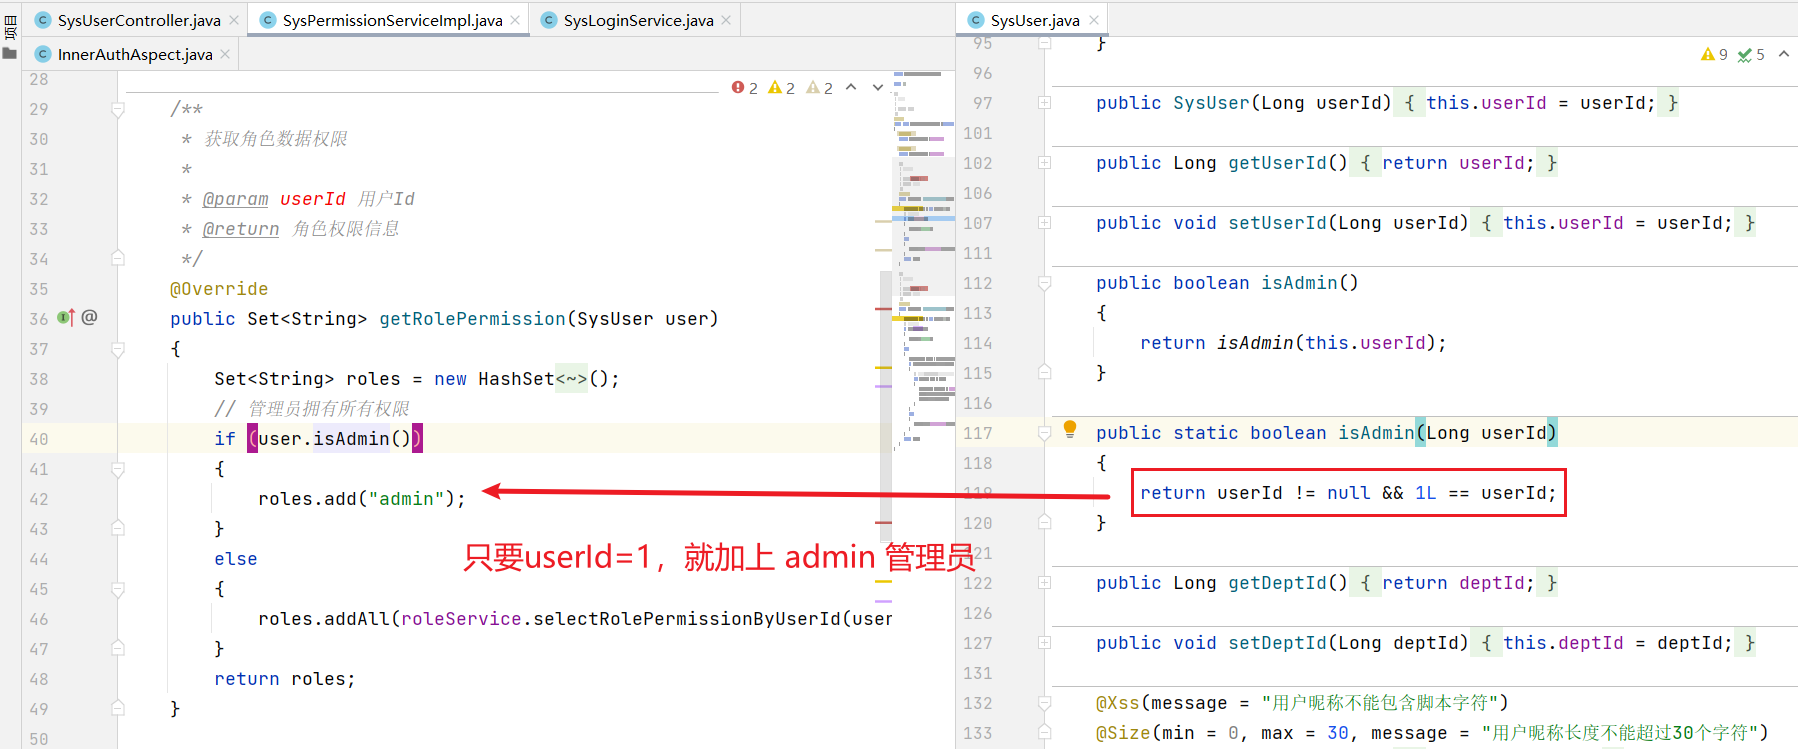 项目
SysUserController.java
SysPermissionServiceImpl.java
SysLoginService.java
InnerAuthAspect.java
2 2 2
28
29 /**
30 * 获取角色数据权限
31 *
32 * @param userId 用户Id
33 * @return 角色权限信息
34 */
35 @Override
36 @ public Set<String> getRolePermission(SysUser user)
37 {
38 Set<String> roles = new HashSet<~>();
39 // 管理员拥有所有权限
40 if (user.isAdmin())
41 {
42 roles.add("admin");
43 }
44 else
45 {
46 roles.addAll(roleService.selectRolePermissionByUserId(user
47 }
48 return roles;
49 }
50
只要userId=1，就加上 admin 管理员
SysUser.java
9 5
95 }
96
97 public SysUser(Long userId) { this.userId = userId; }
101
102 public Long getUserId() { return userId; }
106
107 public void setUserId(Long userId) { this.userId = userId; }
111
112 public boolean isAdmin()
113 {
114 return isAdmin(this.userId);
115 }
116
117 public static boolean isAdmin(Long userId)
118 {
return userId != null && 1L == userId;
120 }
121
122 public Long getDeptId() { return deptId; }
126
127 public void setDeptId(Long deptId) { this.deptId = deptId; }
131
132 @Xss(message = "用户昵称不能包含脚本字符")
133 @Size(min = 0, max = 30, message = "用户昵称长度不能超过30个字符")